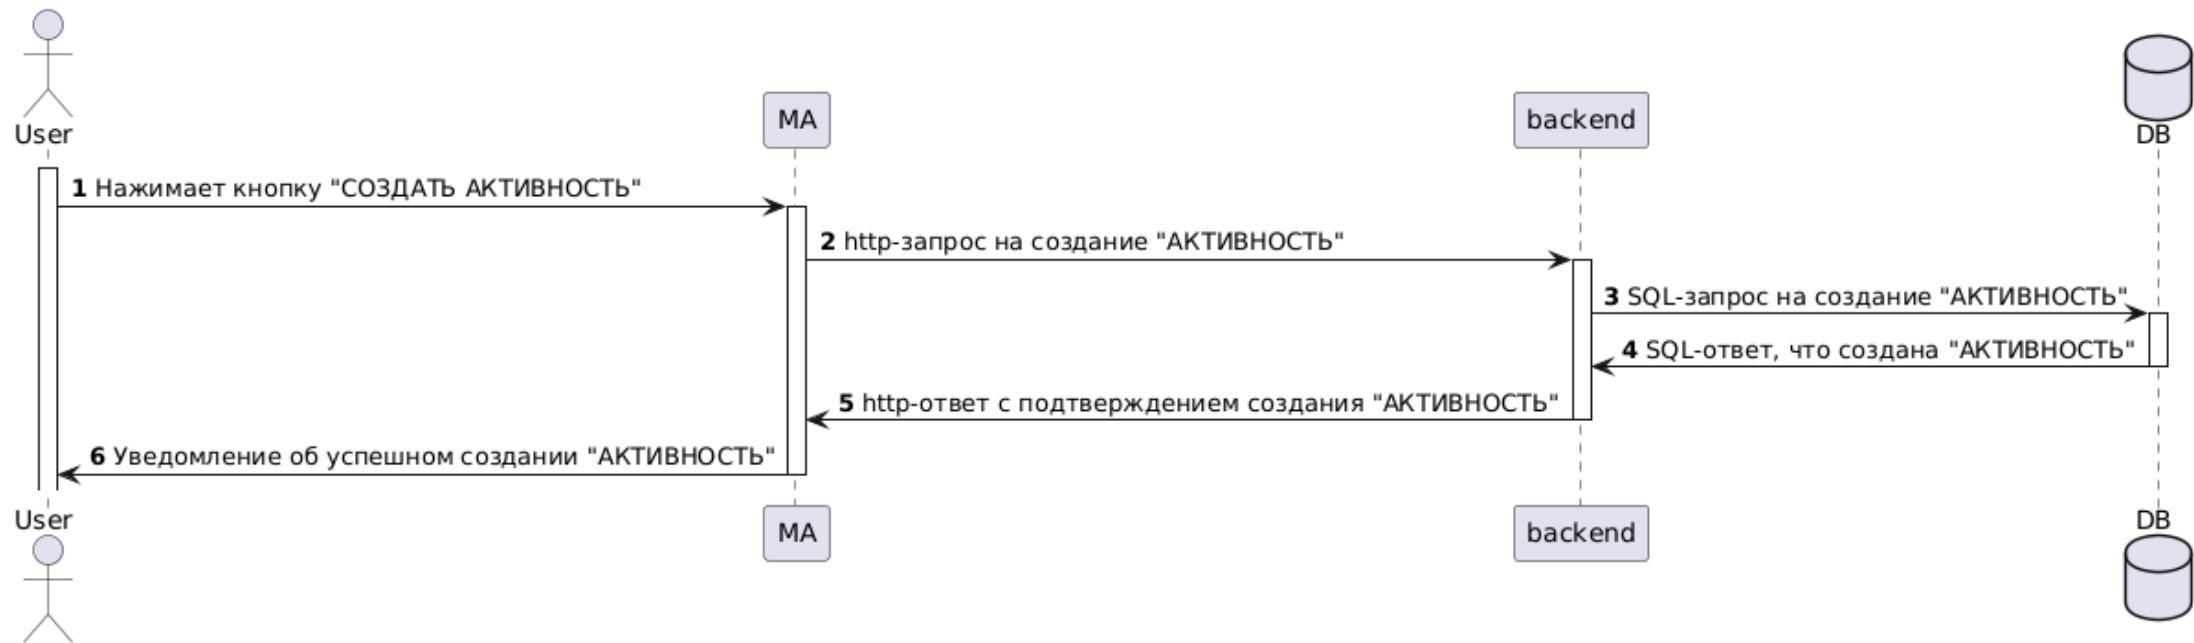 User
MA
backend
DB
1 Нажимает кнопку "СОЗДАТЬ АКТИВНОСТЬ"
2 http-запрос на создание "АКТИВНОСТЬ"
3 SQL-запрос на создание "АКТИВНОСТЬ"
4 SQL-ответ, что создана "АКТИВНОСТЬ"
5 http-ответ с подтверждением создания "АКТИВНОСТЬ"
6 Уведомление об успешном создании "АКТИВНОСТЬ"
User
MA
backend
DB